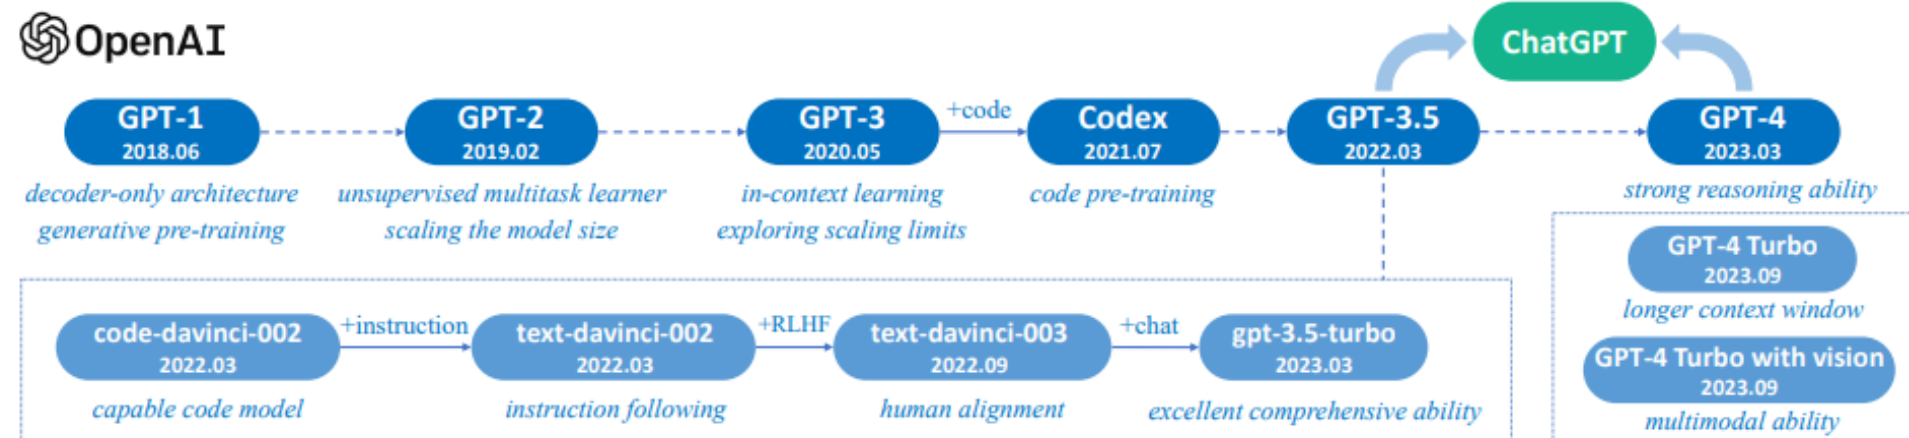 OpenAI
ChatGPT
GPT-1
2018.06
decoder-only architecture
generative pre-training
GPT-2
2019.02
unsupervised multitask learner
scaling the model size
GPT-3
2020.05
in-context learning
exploring scaling limits
+code
Codex
2021.07
code pre-training
GPT-3.5
2022.03
GPT-4
2023.03
strong reasoning ability
code-davinci-002
2022.03
capable code model
+instruction
text-davinci-002
2022.03
instruction following
+RLHF
text-davinci-003
2022.09
human alignment
+chat
gpt-3.5-turbo
2023.03
excellent comprehensive ability
GPT-4 Turbo
2023.09
longer context window
GPT-4 Turbo with vision
2023.09
multimodal ability